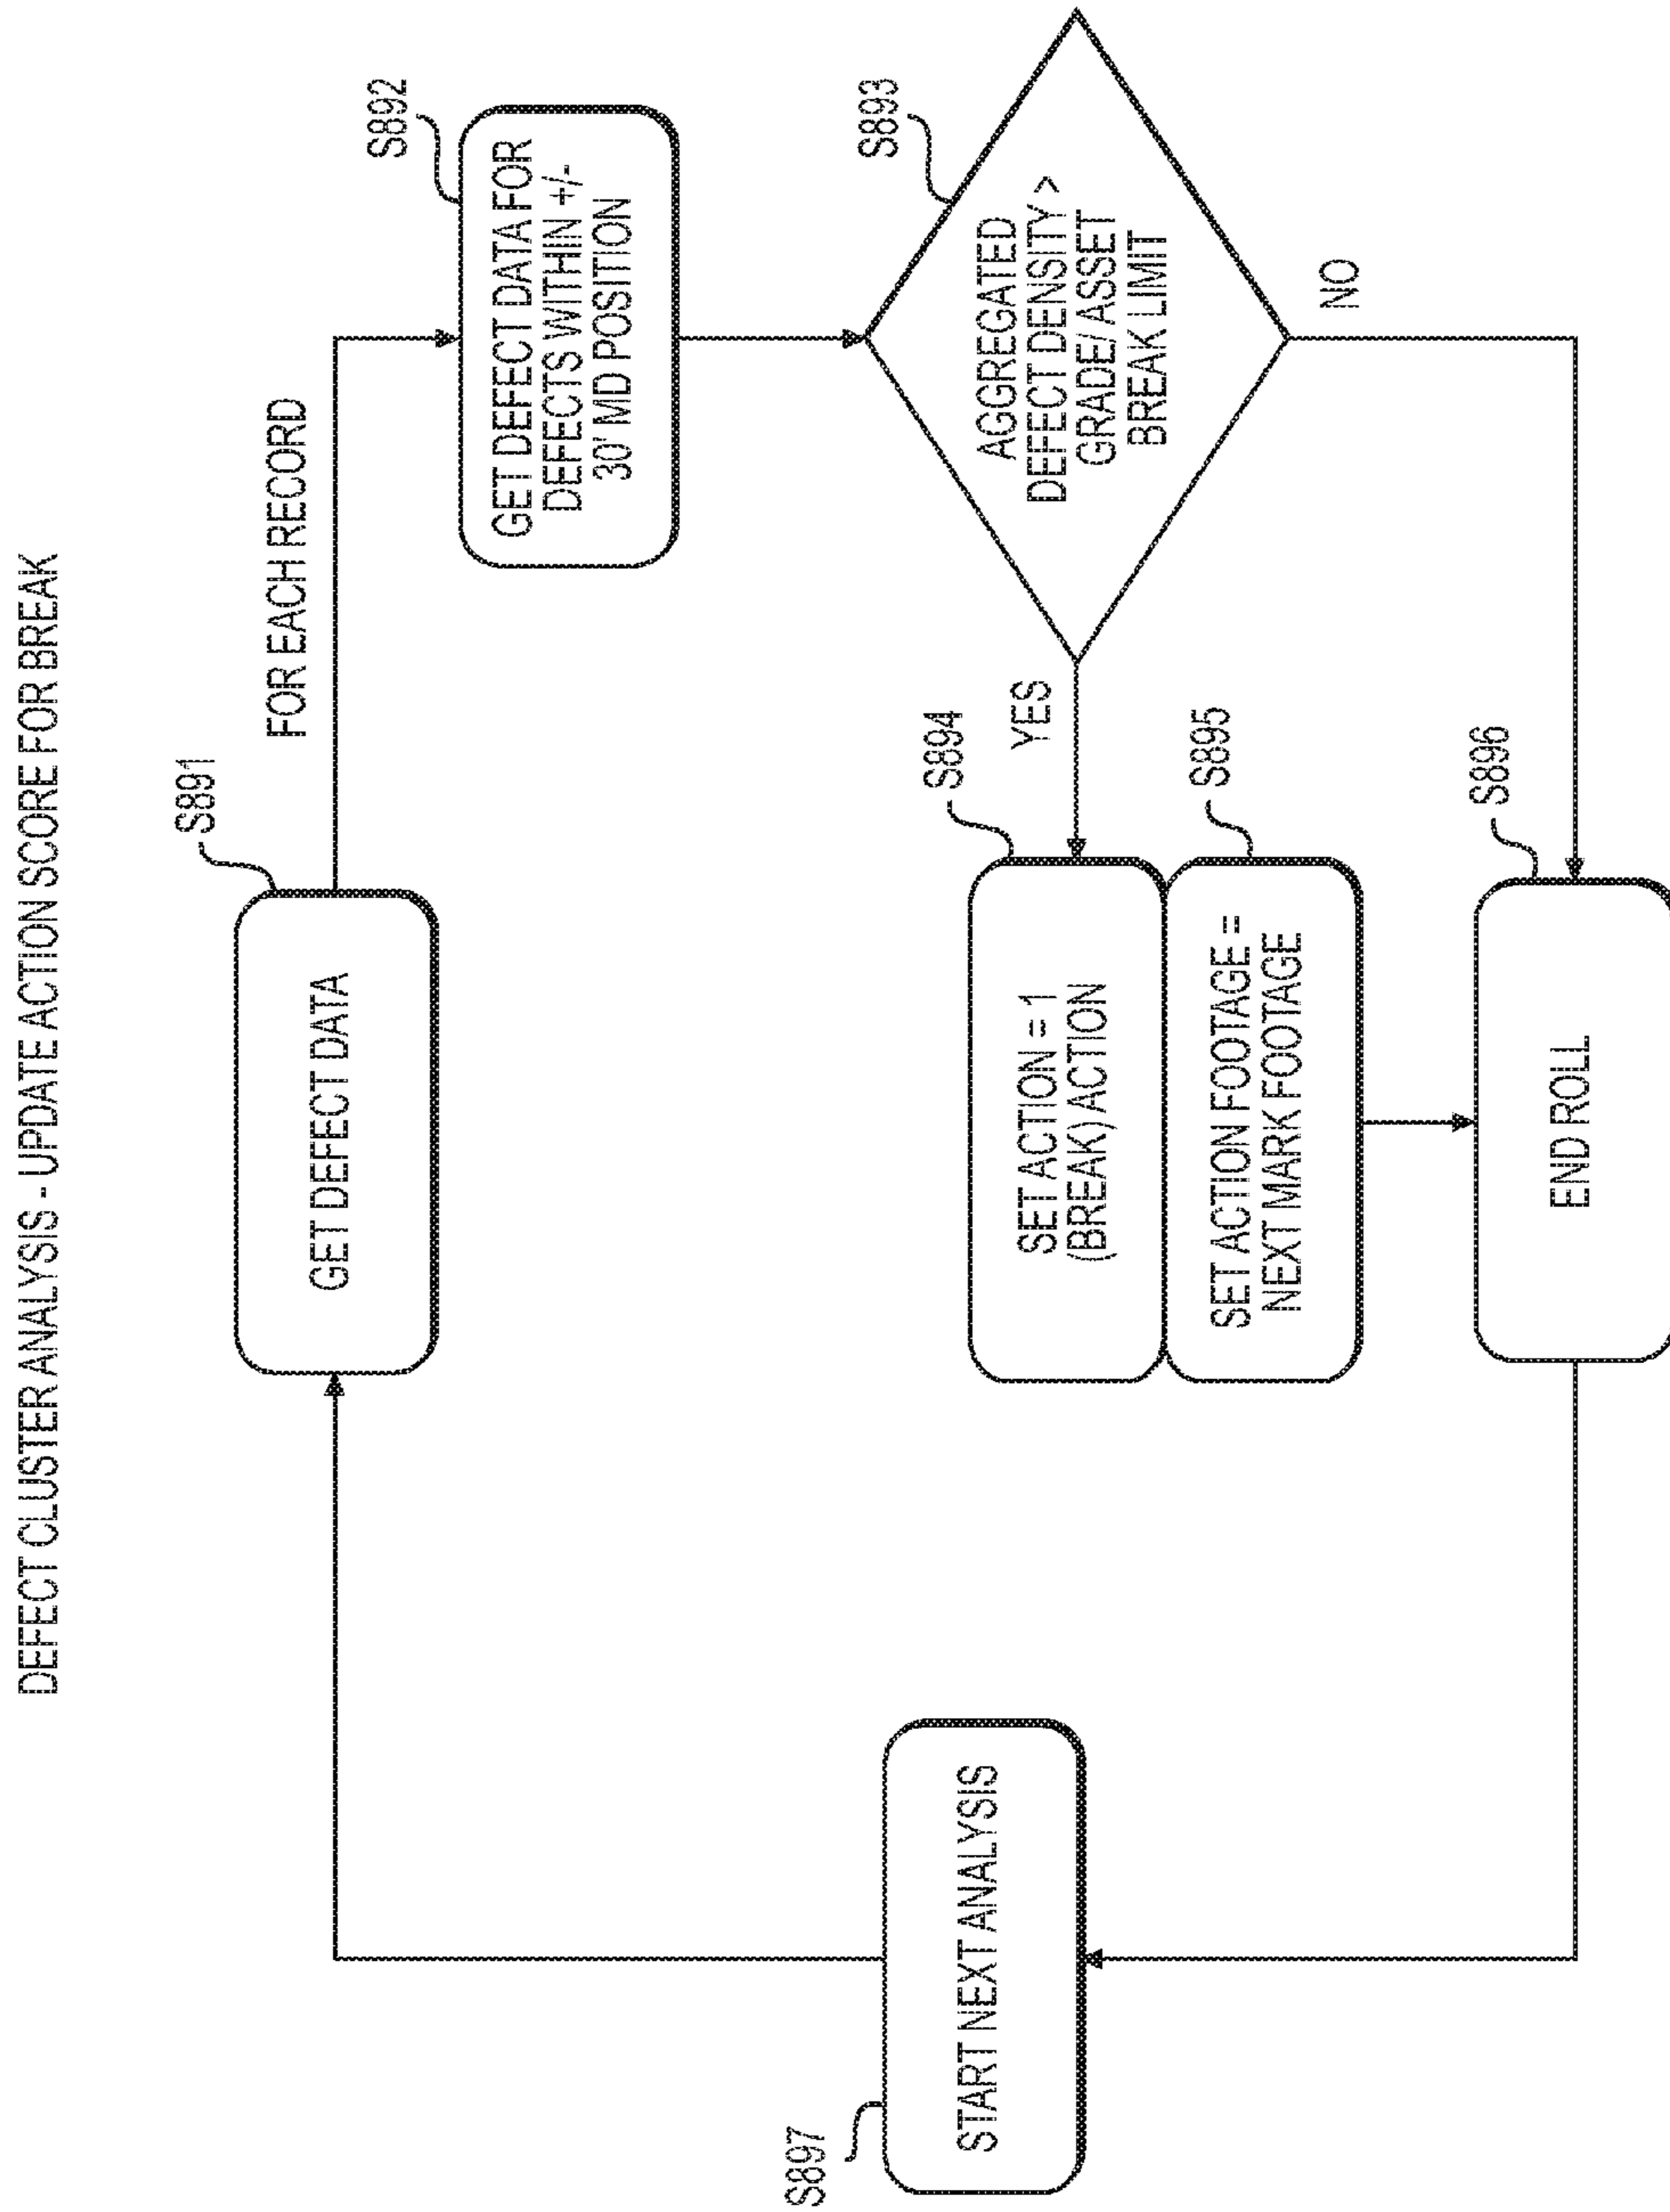 DEFECT CLUSTER ANALYSIS - UPDATE ACTION SCORE FOR BREAK
S891
GET DEFECT DATA
FOR EACH RECORD
S892
GET DEFECT DATA FOR
DEFECTS WITHIN +/-
30' MD POSITION
S893
AGGREGATED
DEFECT DENSITY >
GRADE/ASSET
BREAK LIMIT
YES
NO
S894
SET ACTION = 1
(BREAK) ACTION
S895
SET ACTION FOOTAGE =
NEXT MARK FOOTAGE
S896
END ROLL
S897
START NEXT ANALYSIS